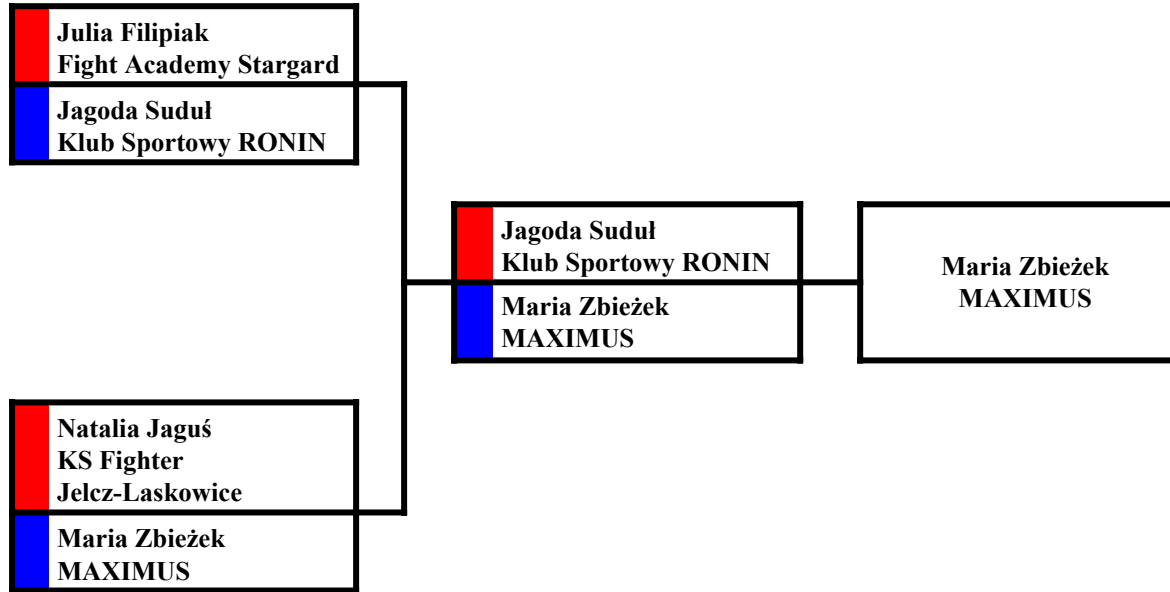 Julia Filipiak
Fight Academy Stargard
Jagoda Suduł
Klub Sportowy RONIN
Jagoda Suduł
Klub Sportowy RONIN
Maria Zbieżek
MAXIMUS
Maria Zbieżek
MAXIMUS
Natalia Jaguś
KS Fighter
Jelcz-Laskowice
Maria Zbieżek
MAXIMUS